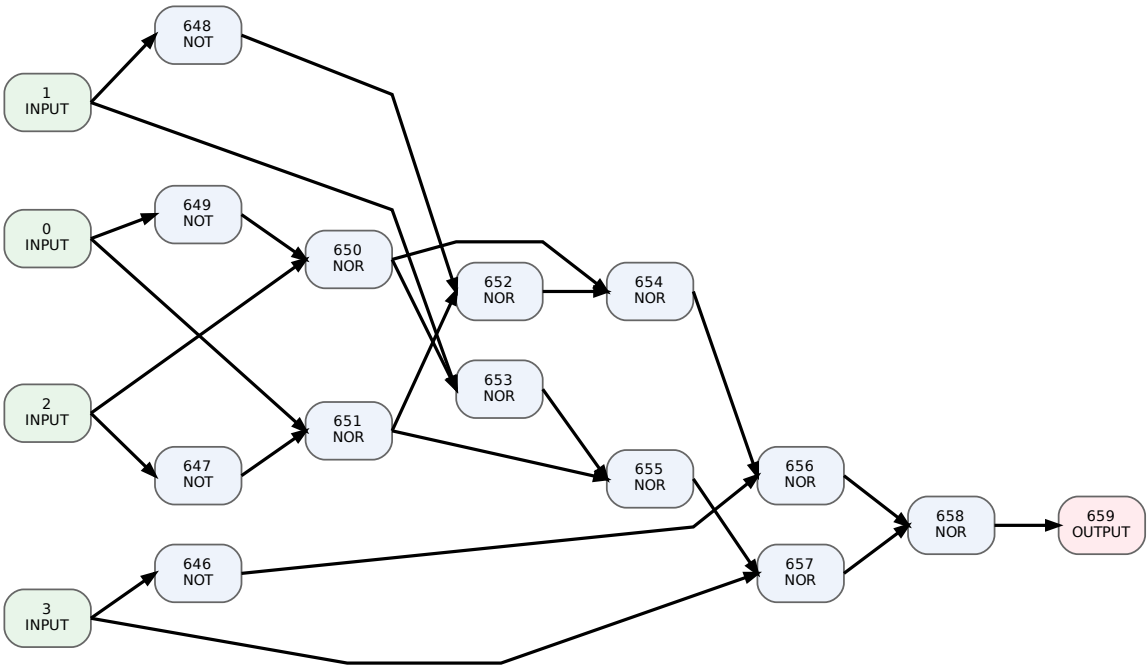 648
NOT
1
INPUT
649
NOT
0
INPUT
650
NOR
652
NOR
654
NOR
653
NOR
2
INPUT
651
NOR
647
NOT
655
NOR
656
NOR
658
NOR
659
OUTPUT
646
NOT
657
NOR
3
INPUT